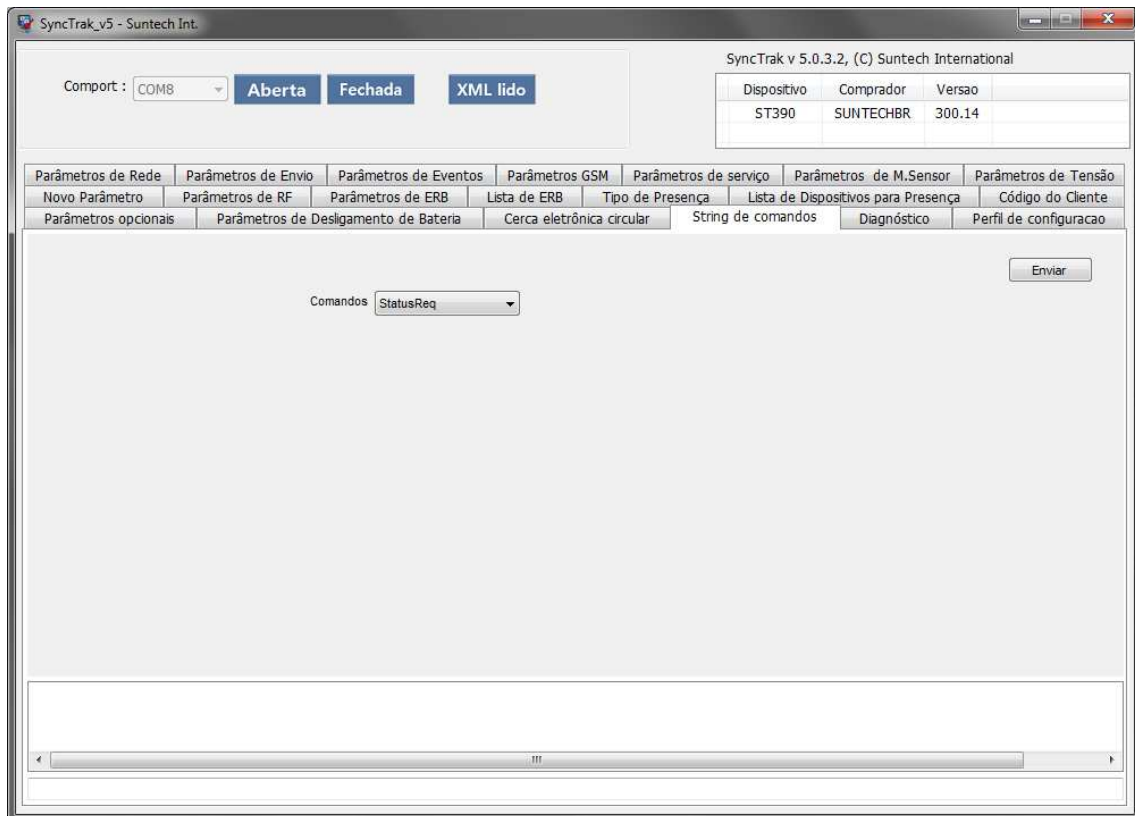 SyncTrak_v5 - Suntech Int.
SyncTrak v 5.0.3.2, (C) Suntech International
Comport : COM8 Aberta Fechada XML lido
Dispositivo Comprador Versao
ST390 SUNTECHBR 300.14
Parâmetros de Rede Parâmetros de Envio Parâmetros de Eventos Parâmetros GSM Parâmetros de serviço Parâmetros de M.Sensor Parâmetros de Tensão
Novo Parâmetro Parâmetros de RF Parâmetros de ERB Lista de ERB Tipo de Presença Lista de Dispositivos para Presença Código do Cliente
Parâmetros opcionais Parâmetros de Desligamento de Bateria Cerca eletrônica circular String de comandos Diagnóstico Perfil de configuracao
Enviar
Comandos StatusReq